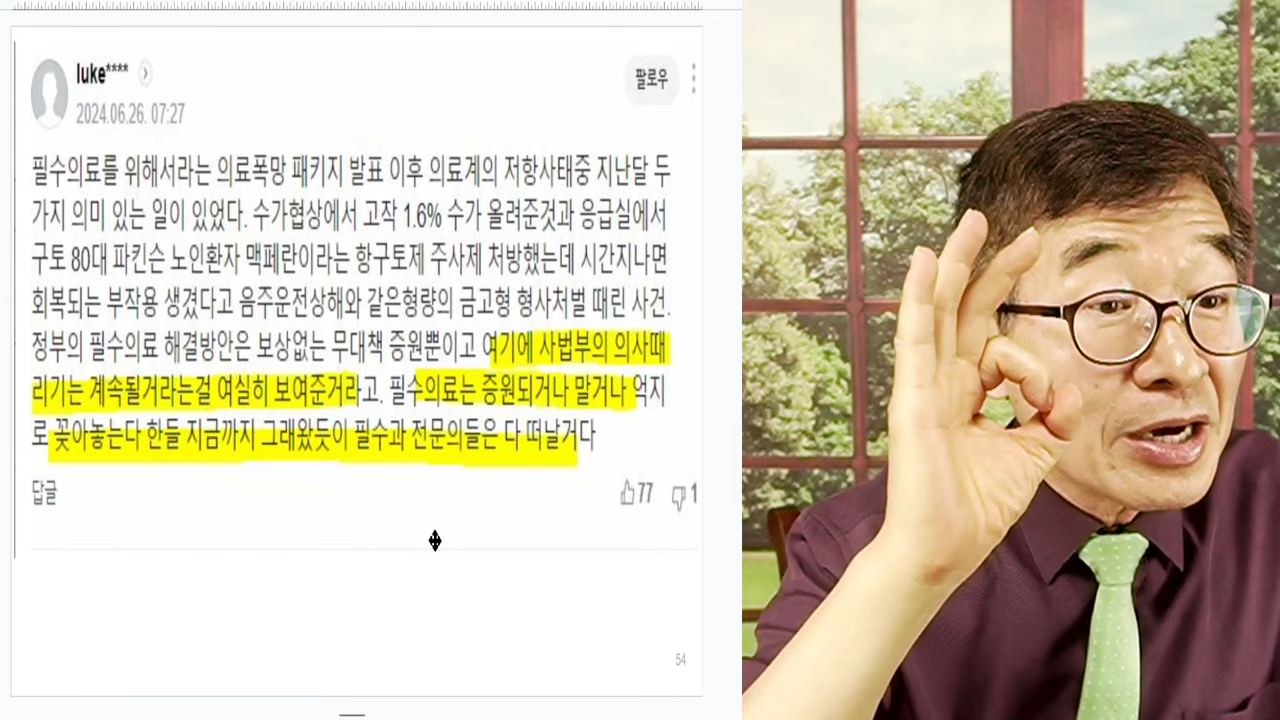 luke****
팔로우
2024.06.26. 07:27
필수의료를 위해서라는 의료폭망 패키지 발표 이후 의료계의 저항사태중 지난달 두
가지 의미 있는 일이 있었다. 수가협상에서 고작 1.6% 수가 올려준것과 응급실에서
구토 80대 파킨슨 노인환자 맥페란이라는 항구토제 주사제 처방했는데 시간지나면
회복되는 부작용 생겼다고 음주운전상해와 같은형량의 금고형 형사처벌 때린 사건.
정부의 필수의료 해결방안은 보상없는 무대책 증원뿐이고 여기에 사법부의 의사때
리기는 계속될거라는걸 여실히 보여준거라고. 필수의료는 증원되거나 말거나 억지
로 꽂아놓는다 한들 지금까지 그래왔듯이 필수과 전문의들은 다 떠날거다
답글
77
1
54